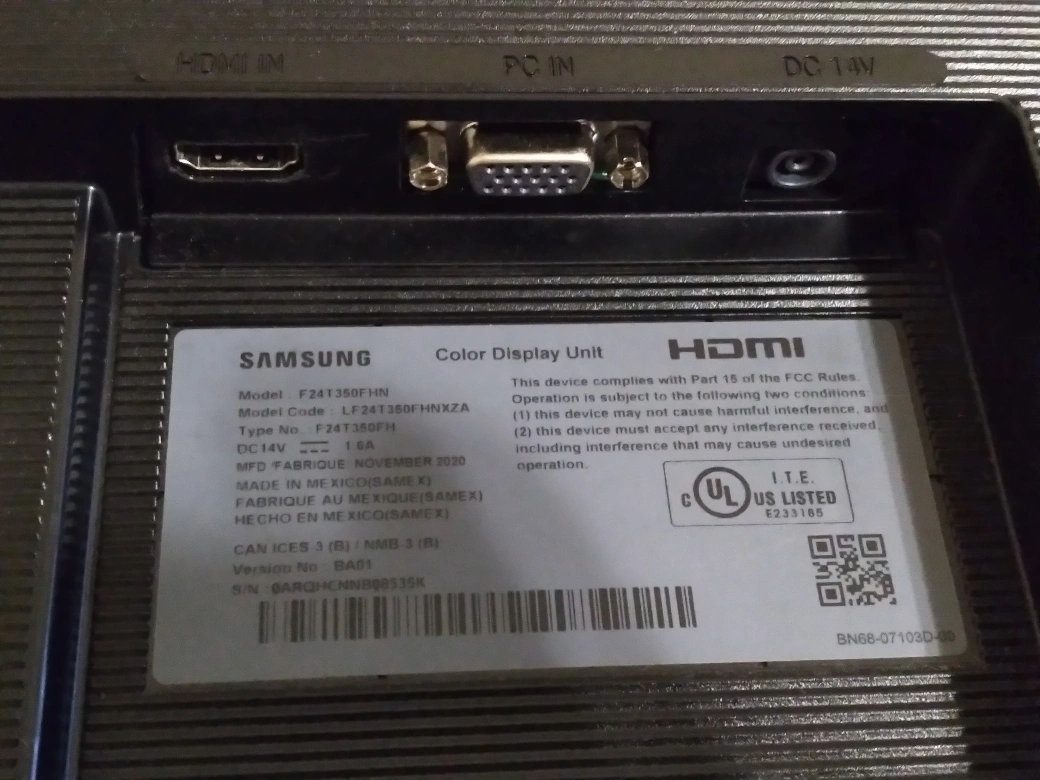 HDMI IN
PC IN
DC 14V
SAMSUNG
Color Display Unit
HDMI
Model : F24T350FHN
Model Code : LF24T350FHNXZA
Type No. : F24T350FH
DC14V ⎓ 1.6A
MFD /FABRIQUÉ: NOVEMBER 2020
MADE IN MEXICO(SAMEX)
FABRIQUE AU MEXIQUE(SAMEX)
HECHO EN MEXICO(SAMEX)
CAN ICES-3 (B) / NMB-3 (B)
Version No : BA01
S/N : 0ARQHCNNB00535K
This device complies with Part 15 of the FCC Rules.
Operation is subject to the following two conditions:
(1) this device may not cause harmful interference, and
(2) this device must accept any interference received,
including interference that may cause undesired
operation.
C UL US LISTED
I.T.E.
E233185
BN68-07103D-00